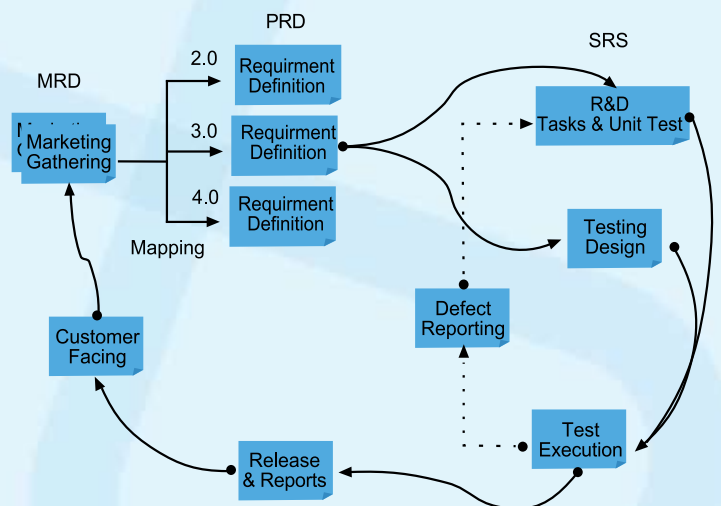 PRD
SRS
MRD
2.0
Requirment
Definition
R&D
Tasks & Unit Test
Marketing
Gathering
3.0
Requirment
Definition
4.0
Requirment
Definition
Mapping
Testing
Design
Defect
Reporting
Customer
Facing
Test
Execution
Release
& Reports